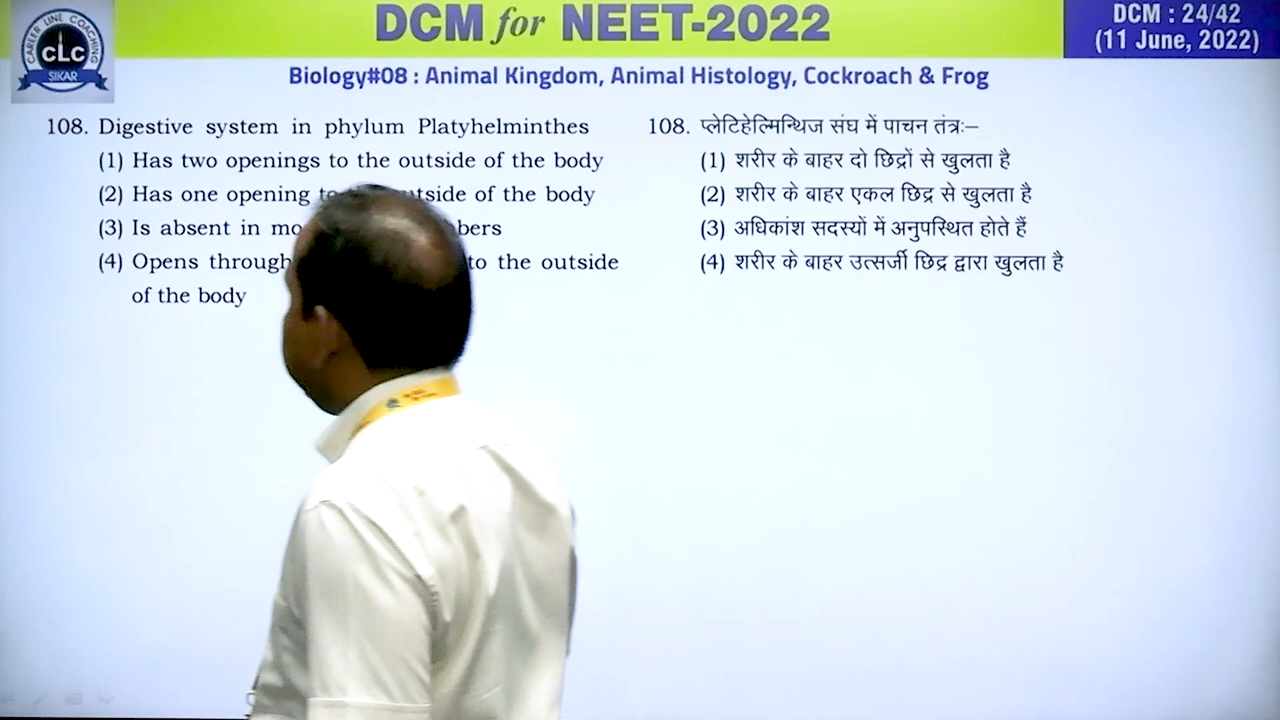 DCM for NEET-2022
DCM : 24/42
(11 June, 2022)
CAREER LINE COACHING
CLC
SIKAR
Biology#08 : Animal Kingdom, Animal Histology, Cockroach & Frog
108. Digestive system in phylum Platyhelminthes
(1) Has two openings to the outside of the body
(2) Has one opening outside of the body
(3) Is absent in
(4) Opens through to the outside
of the body
108. प्लेटिहेल्मिन्थिज संघ में पाचन तंत्रः–
(1) शरीर के बाहर दो छिद्रों से खुलता है
(2) शरीर के बाहर एकल छिद्र से खुलता है
(3) अधिकांश सदस्यों में अनुपस्थित होते हैं
(4) शरीर के बाहर उत्सर्जी छिद्र द्वारा खुलता है